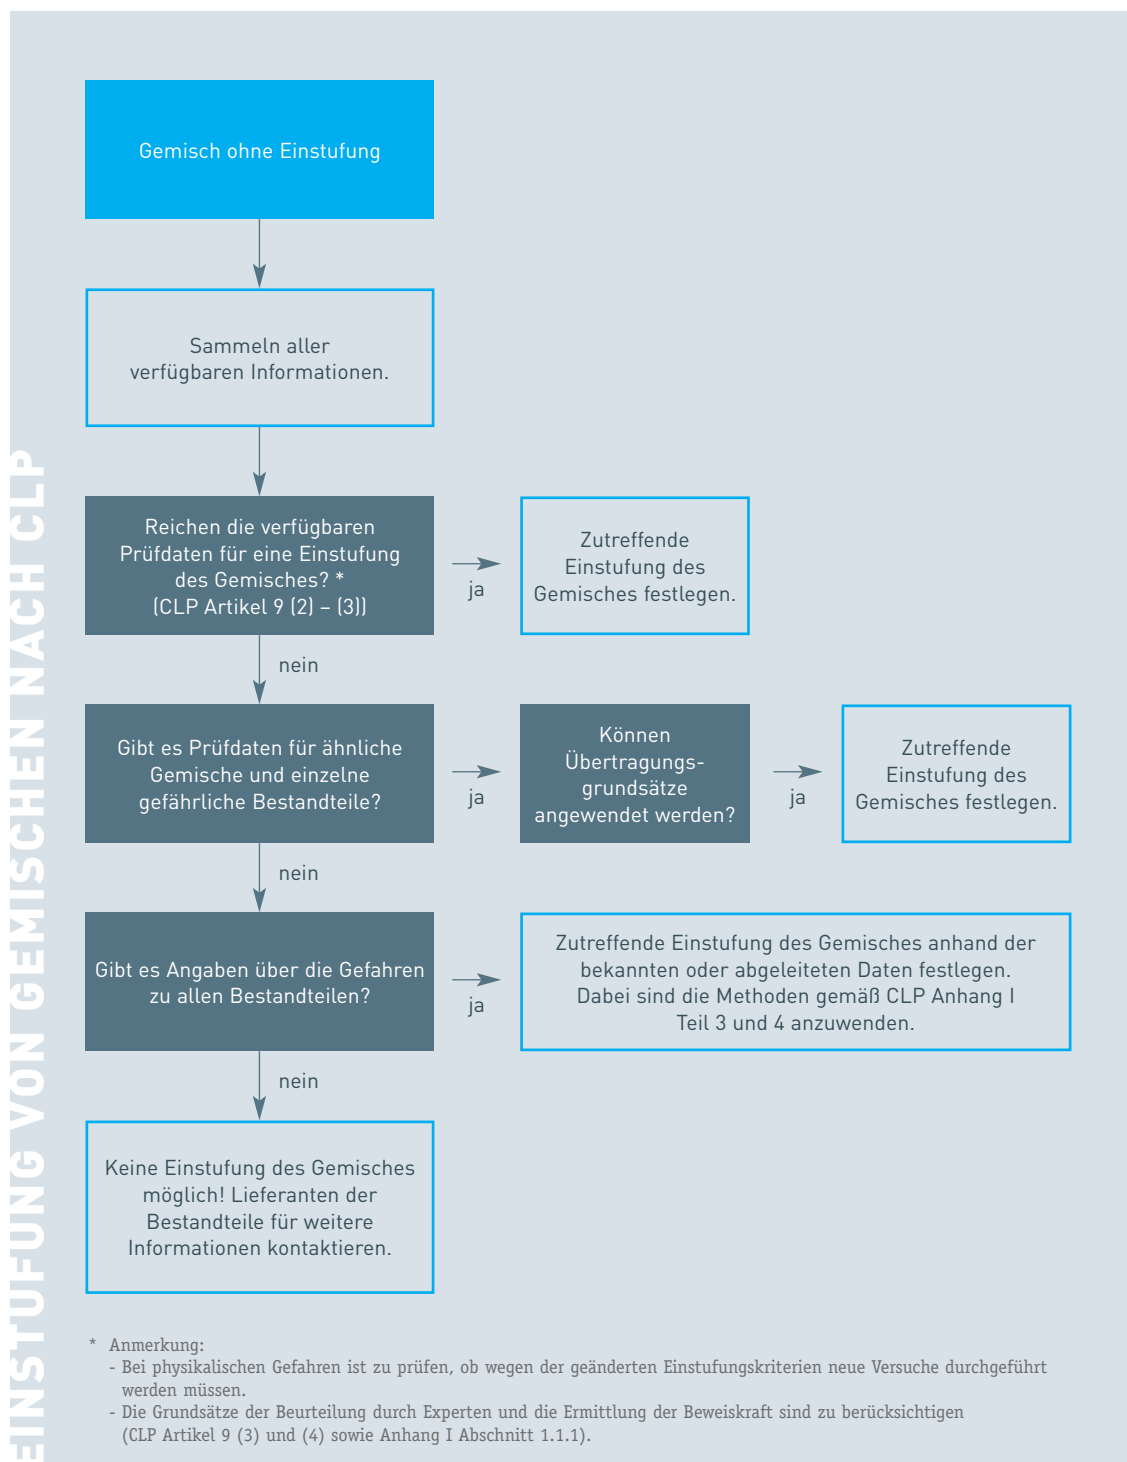 EINSTUFUNG VON GEMISCHEN NACH CLP
Gemisch ohne Einstufung
Sammeln aller
verfügbaren Informationen.
Reichen die verfügbaren
Prüfdaten für eine Einstufung
des Gemisches? *
(CLP Artikel 9 (2) – (3))
ja
Zutreffende
Einstufung des
Gemisches festlegen.
nein
Gibt es Prüfdaten für ähnliche
Gemische und einzelne
gefährliche Bestandteile?
ja
Können
Übertragungs-
grundsätze
angewendet werden?
ja
Zutreffende
Einstufung des
Gemisches festlegen.
nein
Gibt es Angaben über die Gefahren
zu allen Bestandteilen?
ja
Zutreffende Einstufung des Gemisches anhand der
bekannten oder abgeleiteten Daten festlegen.
Dabei sind die Methoden gemäß CLP Anhang I
Teil 3 und 4 anzuwenden.
nein
Keine Einstufung des Gemisches
möglich! Lieferanten der
Bestandteile für weitere
Informationen kontaktieren.
* Anmerkung:
- Bei physikalischen Gefahren ist zu prüfen, ob wegen der geänderten Einstufungskriterien neue Versuche durchgeführt
werden müssen.
- Die Grundsätze der Beurteilung durch Experten und die Ermittlung der Beweiskraft sind zu berücksichtigen
(CLP Artikel 9 (3) und (4) sowie Anhang I Abschnitt 1.1.1).